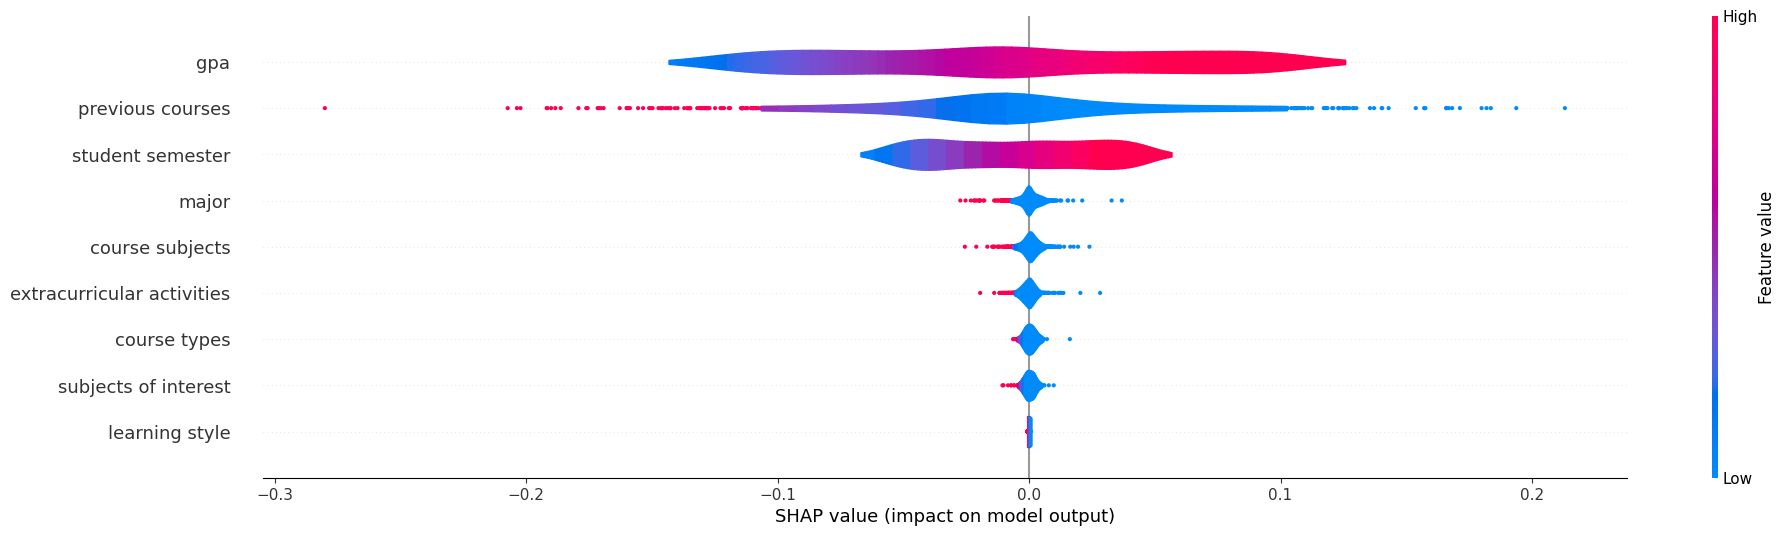 High
gpa
previous courses
student semester
major
course subjects
extracurricular activities
course types
subjects of interest
learning style
Feature value
Low
−0.3 −0.2 −0.1 0.0 0.1 0.2
SHAP value (impact on model output)